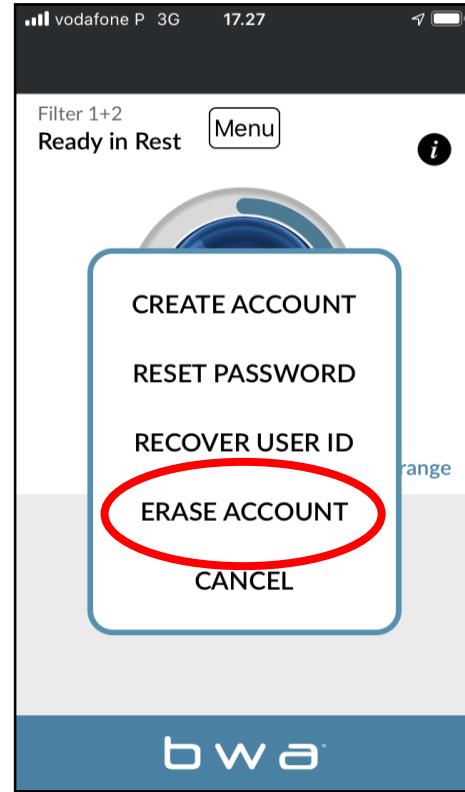 vodafone P 3G 17.27
Filter 1+2
Ready in Rest
Menu
i
CREATE ACCOUNT
RESET PASSWORD
RECOVER USER ID
range
ERASE ACCOUNT
CANCEL
bwa